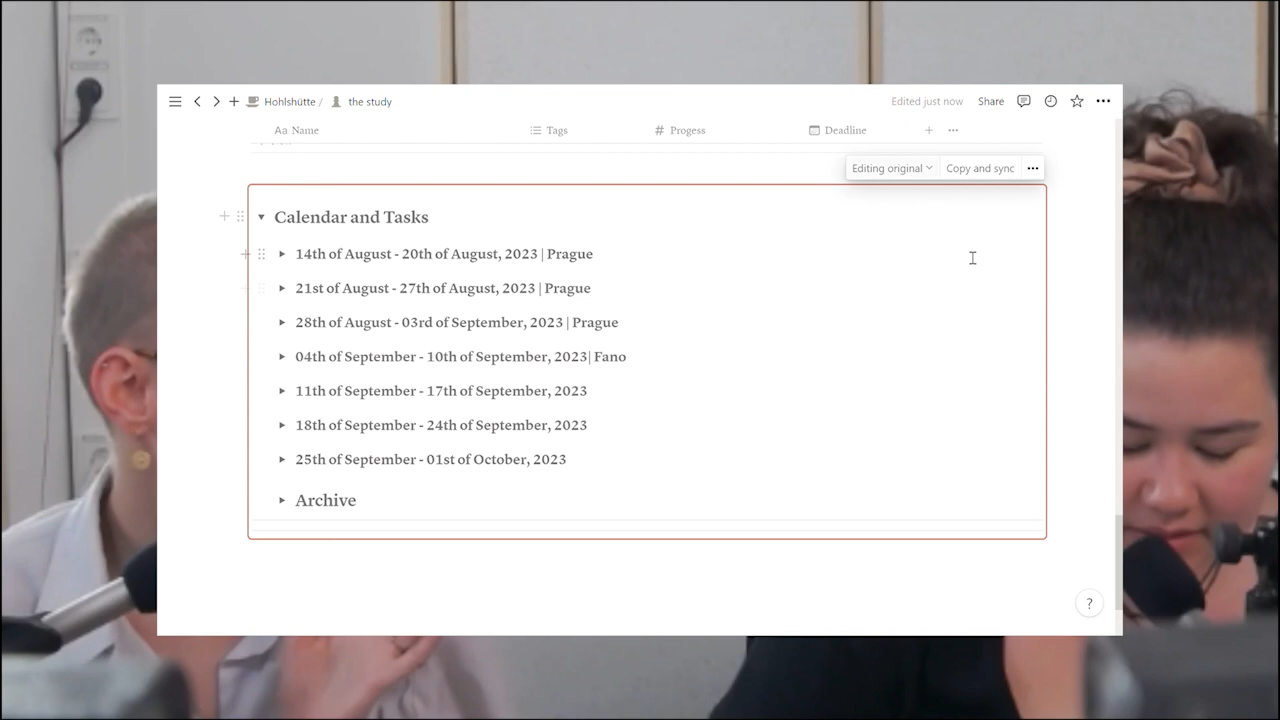 Hohlshütte / the study
Edited just now Share
Aa Name Tags # Progess Deadline
Editing original Copy and sync
Calendar and Tasks
14th of August - 20th of August, 2023 | Prague
21st of August - 27th of August, 2023 | Prague
28th of August - 03rd of September, 2023 | Prague
04th of September - 10th of September, 2023| Fano
11th of September - 17th of September, 2023
18th of September - 24th of September, 2023
25th of September - 01st of October, 2023
Archive
?